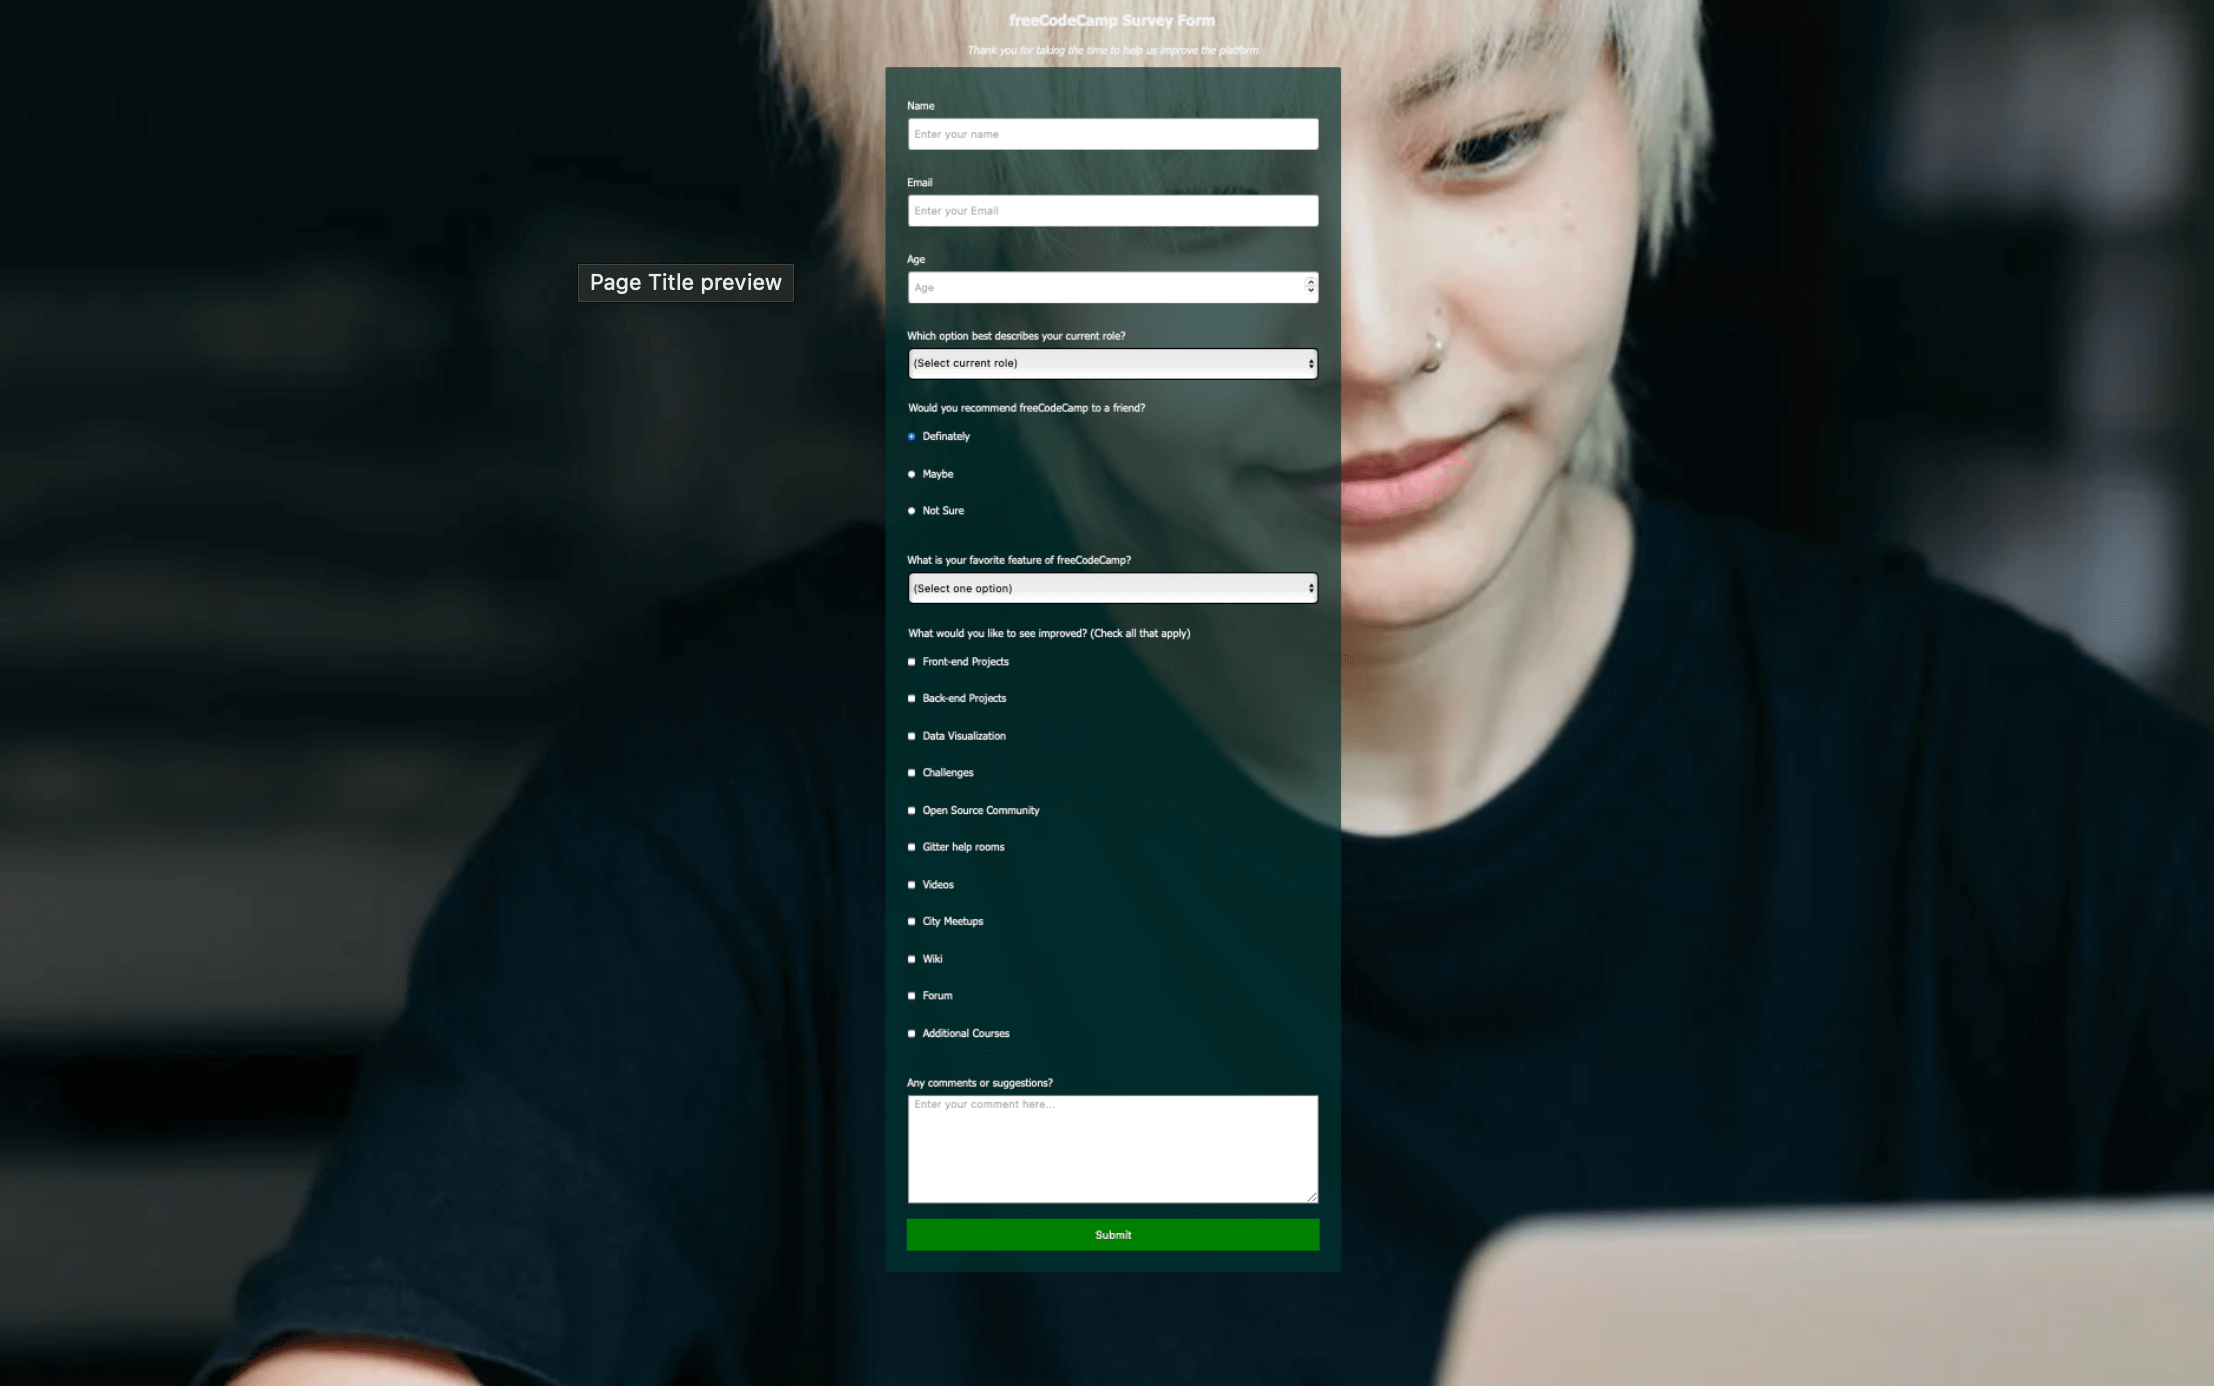 freeCodeCamp Survey Form
Thank you for taking the time to help us improve the platform
Name
Enter your name
Email
Enter your Email
Age
Page Title preview
Age
Which option best describes your current role?
(Select current role)
Would you recommend freeCodeCamp to a friend?
Definately
Maybe
Not Sure
What is your favorite feature of freeCodeCamp?
(Select one option)
What would you like to see improved? (Check all that apply)
Front-end Projects
Back-end Projects
Data Visualization
Challenges
Open Source Community
Gitter help rooms
Videos
City Meetups
Wiki
Forum
Additional Courses
Any comments or suggestions?
Enter your comment here...
Submit